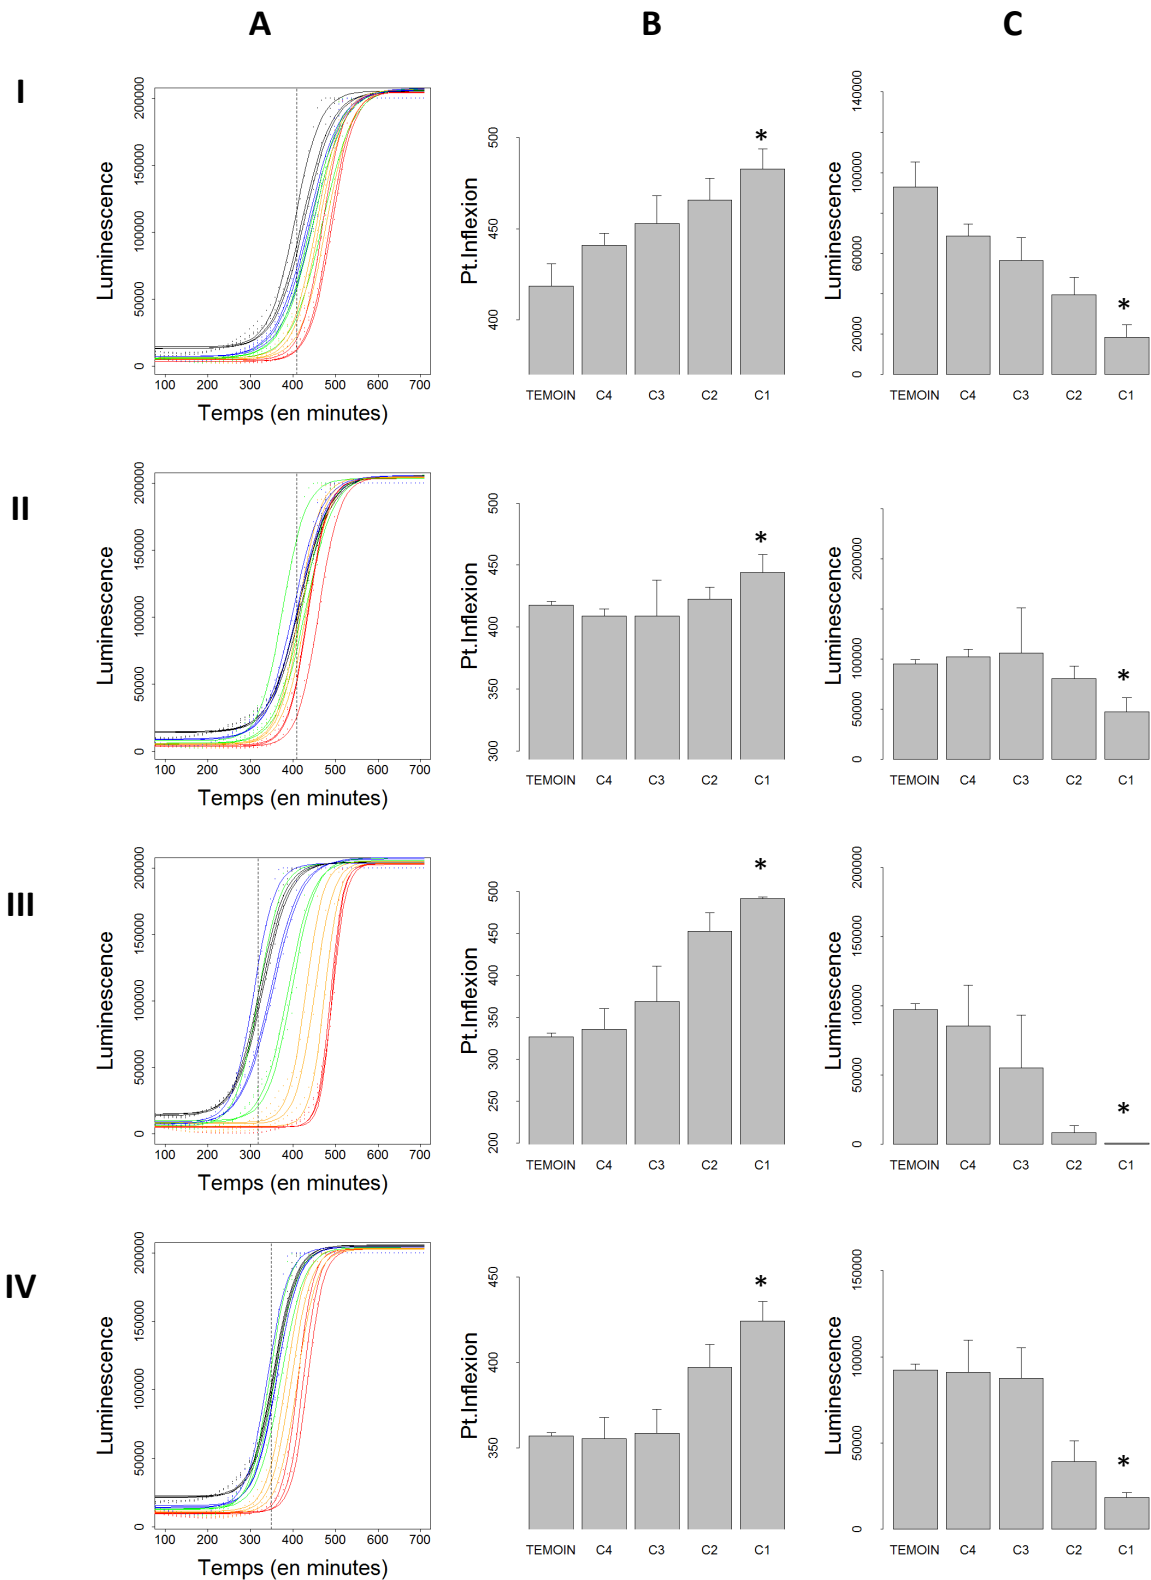 A B C
I
200000
150000
100000
50000
0
Luminescence
100 200 300 400 500 600 700
Temps (en minutes)
500
450
400
Pt.Inflexion
*
TEMOIN C4 C3 C2 C1
140000
100000
60000
20000
0
Luminescence
*
TEMOIN C4 C3 C2 C1
II
200000
150000
100000
50000
0
Luminescence
100 200 300 400 500 600 700
Temps (en minutes)
500
450
400
350
300
Pt.Inflexion
*
TEMOIN C4 C3 C2 C1
200000
100000
50000
0
Luminescence
*
TEMOIN C4 C3 C2 C1
III
200000
150000
100000
50000
0
Luminescence
100 200 300 400 500 600 700
Temps (en minutes)
500
450
400
350
300
250
200
Pt.Inflexion
*
TEMOIN C4 C3 C2 C1
200000
150000
100000
50000
0
Luminescence
*
TEMOIN C4 C3 C2 C1
IV
200000
150000
100000
50000
0
Luminescence
100 200 300 400 500 600 700
Temps (en minutes)
450
400
350
Pt.Inflexion
*
TEMOIN C4 C3 C2 C1
150000
100000
50000
0
Luminescence
*
TEMOIN C4 C3 C2 C1